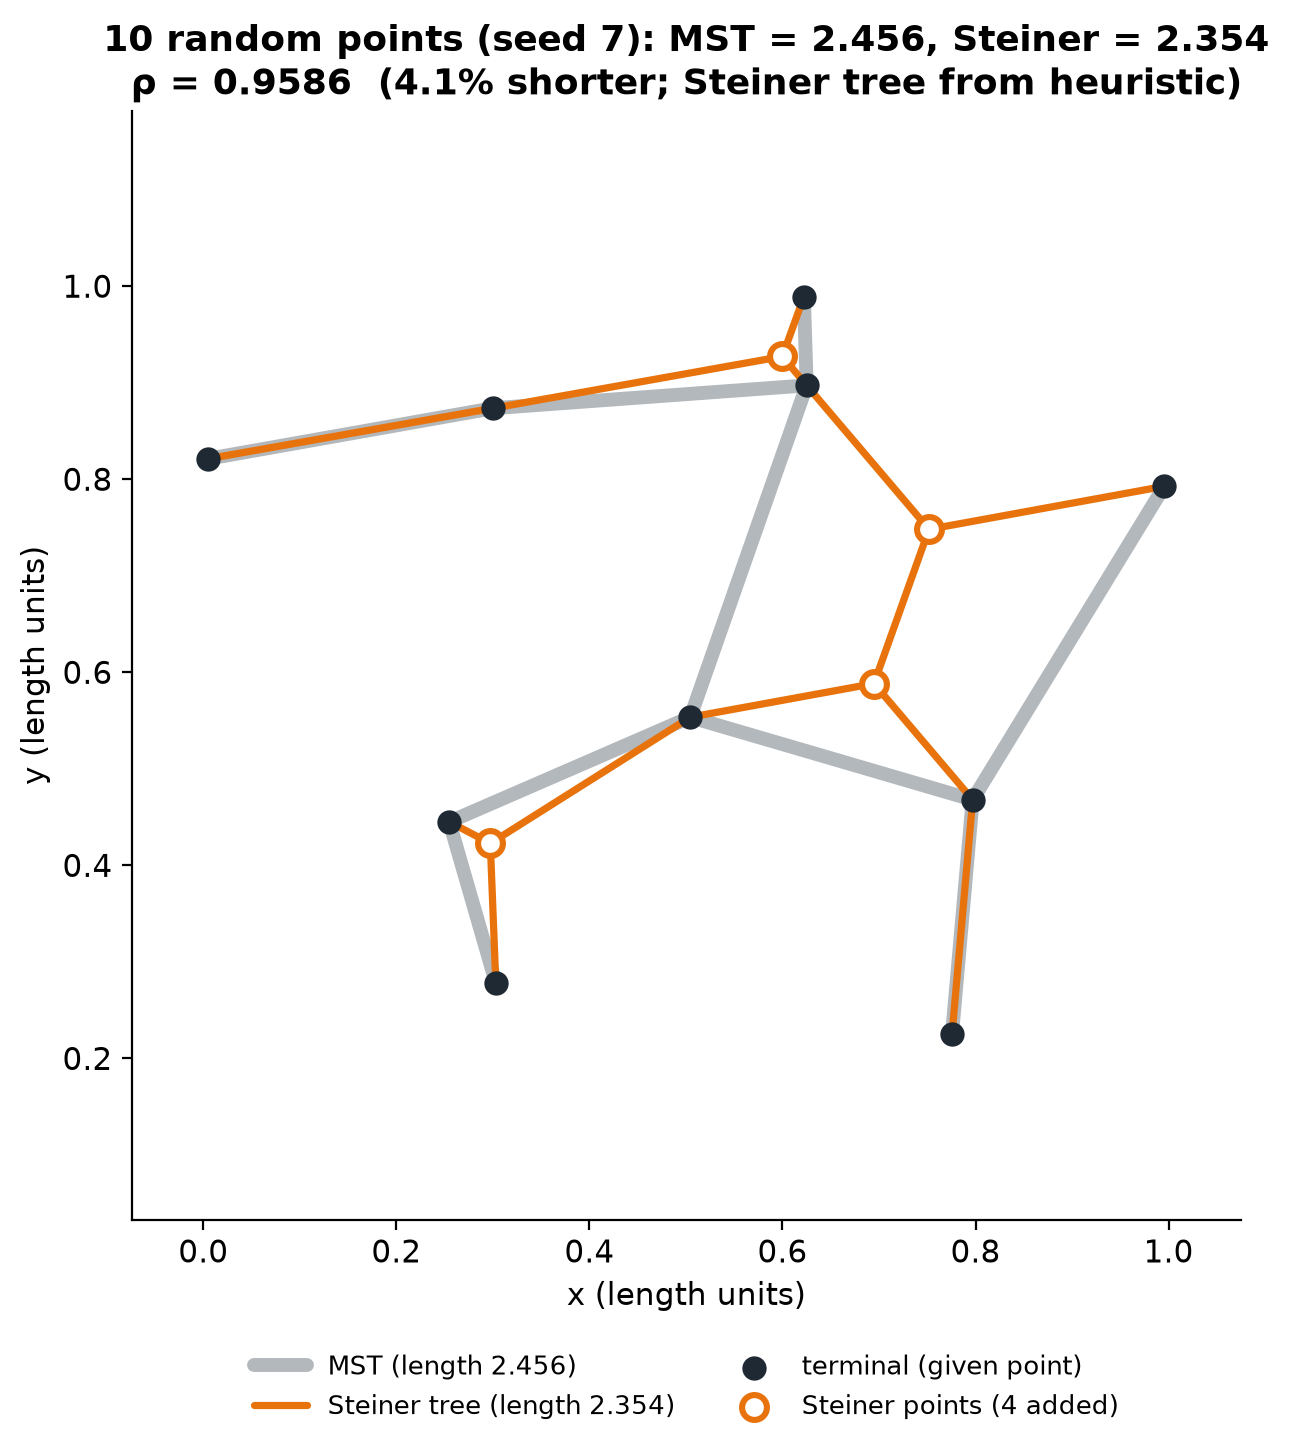 10 random points (seed 7): MST = 2.456, Steiner = 2.354
ρ = 0.9586  (4.1% shorter; Steiner tree from heuristic)
y (length units)
1.0
0.8
0.6
0.4
0.2
0.0
0.2
0.4
0.6
0.8
1.0
x (length units)
MST (length 2.456)
Steiner tree (length 2.354)
terminal (given point)
Steiner points (4 added)